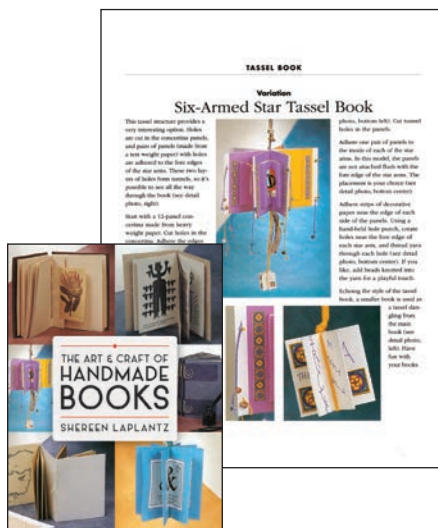 TASSEL BOOK
Variation
Six-Armed Star Tassel Book
This tassel structure provides a
very interesting option. Holes
are cut in the concertina panels,
and pairs of panels (made from
a text weight paper) with holes
are adhered to the fore edges
of the star arms. These two lay-
ers of holes form tunnels, so it's
possible to see all the way
through the book (see detail
photo, right).
Start with a 12-panel con-
certina made from heavy
weight paper. Cut holes in the
concertina. Adhere the edges
photo, bottom left). Cut tunnel
holes in the panels.
Adhere one pair of panels to
the inside of each of the star
arms. In this model, the panels
are not attached flush with the
fore edge of the star arms. The
placement is your choice (see
detail photo, bottom center).
Adhere strips of decorative
paper near the edge of each
side of the panels. Using a
hand-held hole punch, create
holes near the fore edge of
each star arm, and thread yarn
through each hole (see detail
photo, bottom center). If you
like, add beads knotted into
the yarn for a playful touch.
Echoing the style of the tassel
book, a smaller book is used as
a tassel dan-
gling from
the main
book (see
detail photo,
left). Have
fun with
your books
THE ART & CRAFT OF
HANDMADE
BOOKS
SHEREEN LAPLANTZ